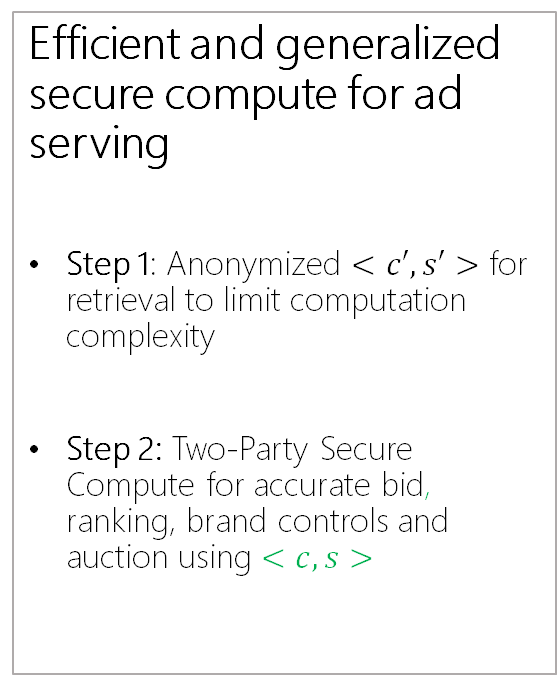 Efficient and generalized
secure compute for ad
serving
• Step 1: Anonymized < c′, s′ > for
retrieval to limit computation
complexity
• Step 2: Two-Party Secure
Compute for accurate bid,
ranking, brand controls and
auction using < c, s >